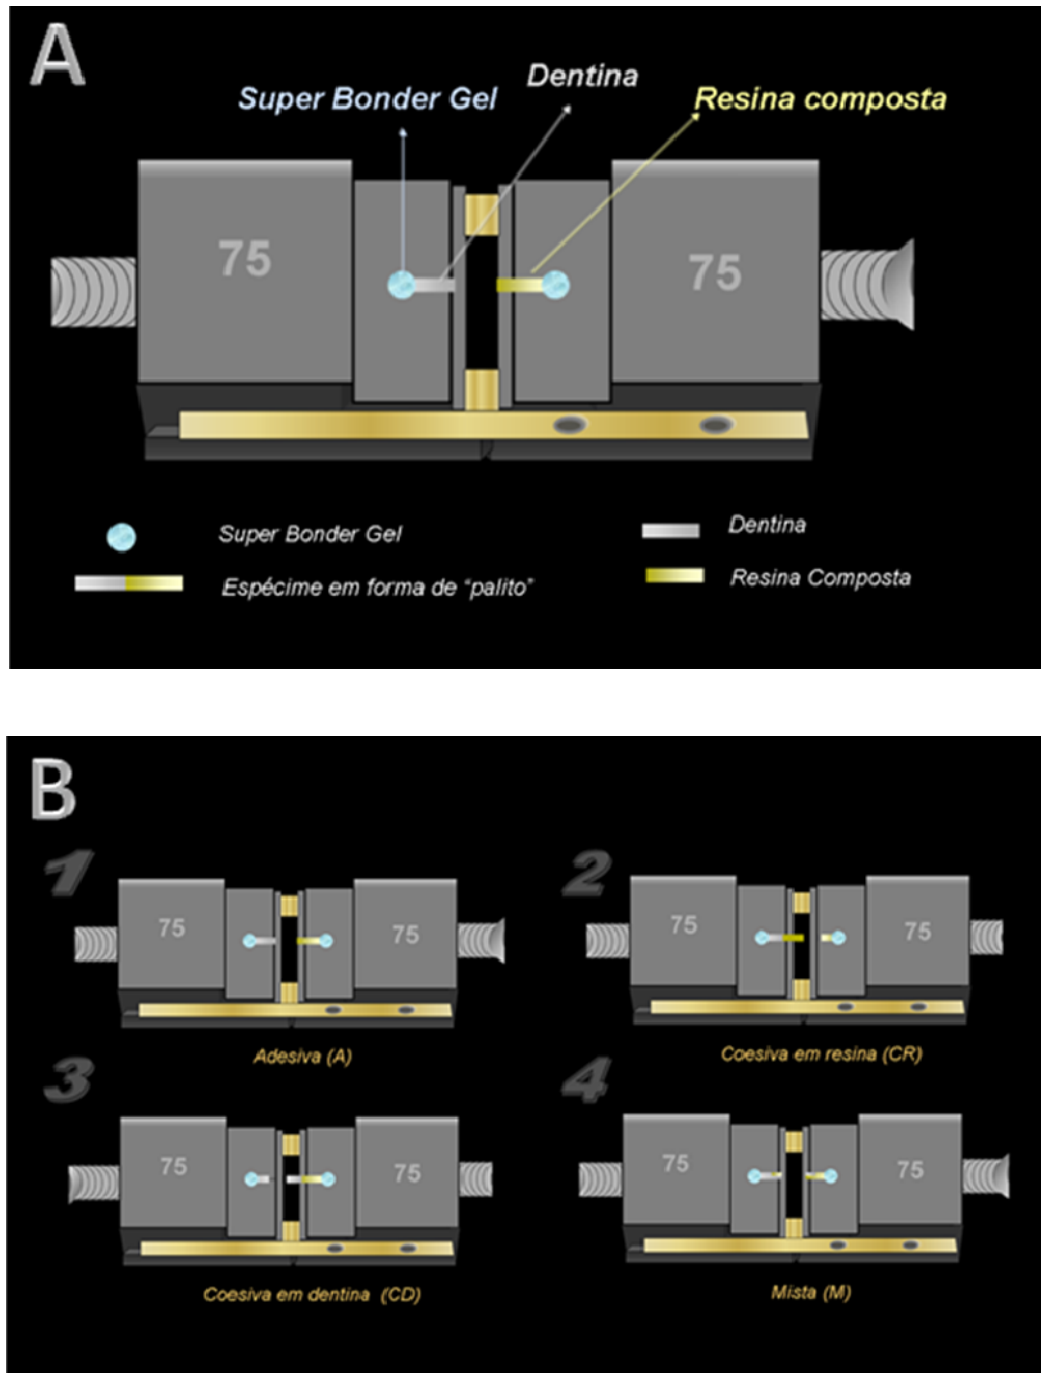 A
Dentina
Super Bonder Gel
Resina composta
75
75
Super Bonder Gel
Dentina
Espécime em forma de “palito”
Resina Composta
B
1
2
75
75
75
75
Adesiva (A)
Coesiva em resina (CR)
3
4
75
75
75
75
Coesiva em dentina (CD)
Mista (M)